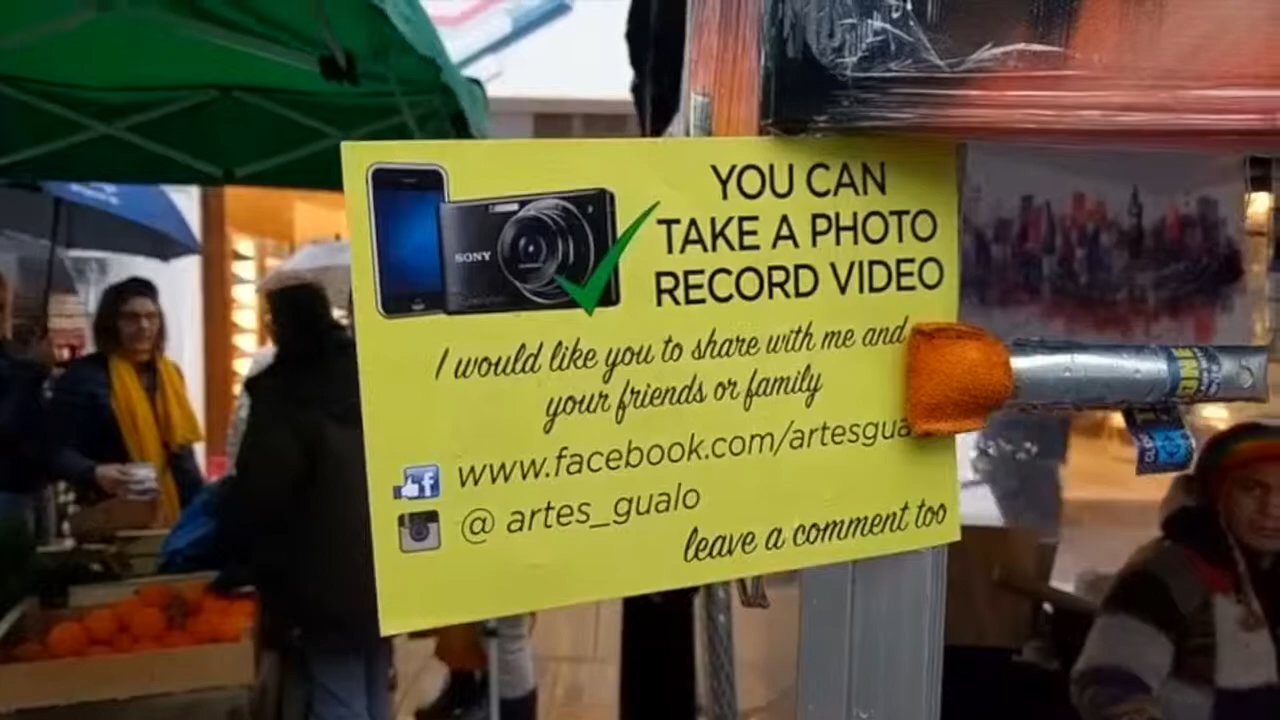 YOU CAN
TAKE A PHOTO
RECORD VIDEO
SONY
I would like you to share with me and
your friends or family
www.facebook.com/artesgua
@ artes_gualo
leave a comment too